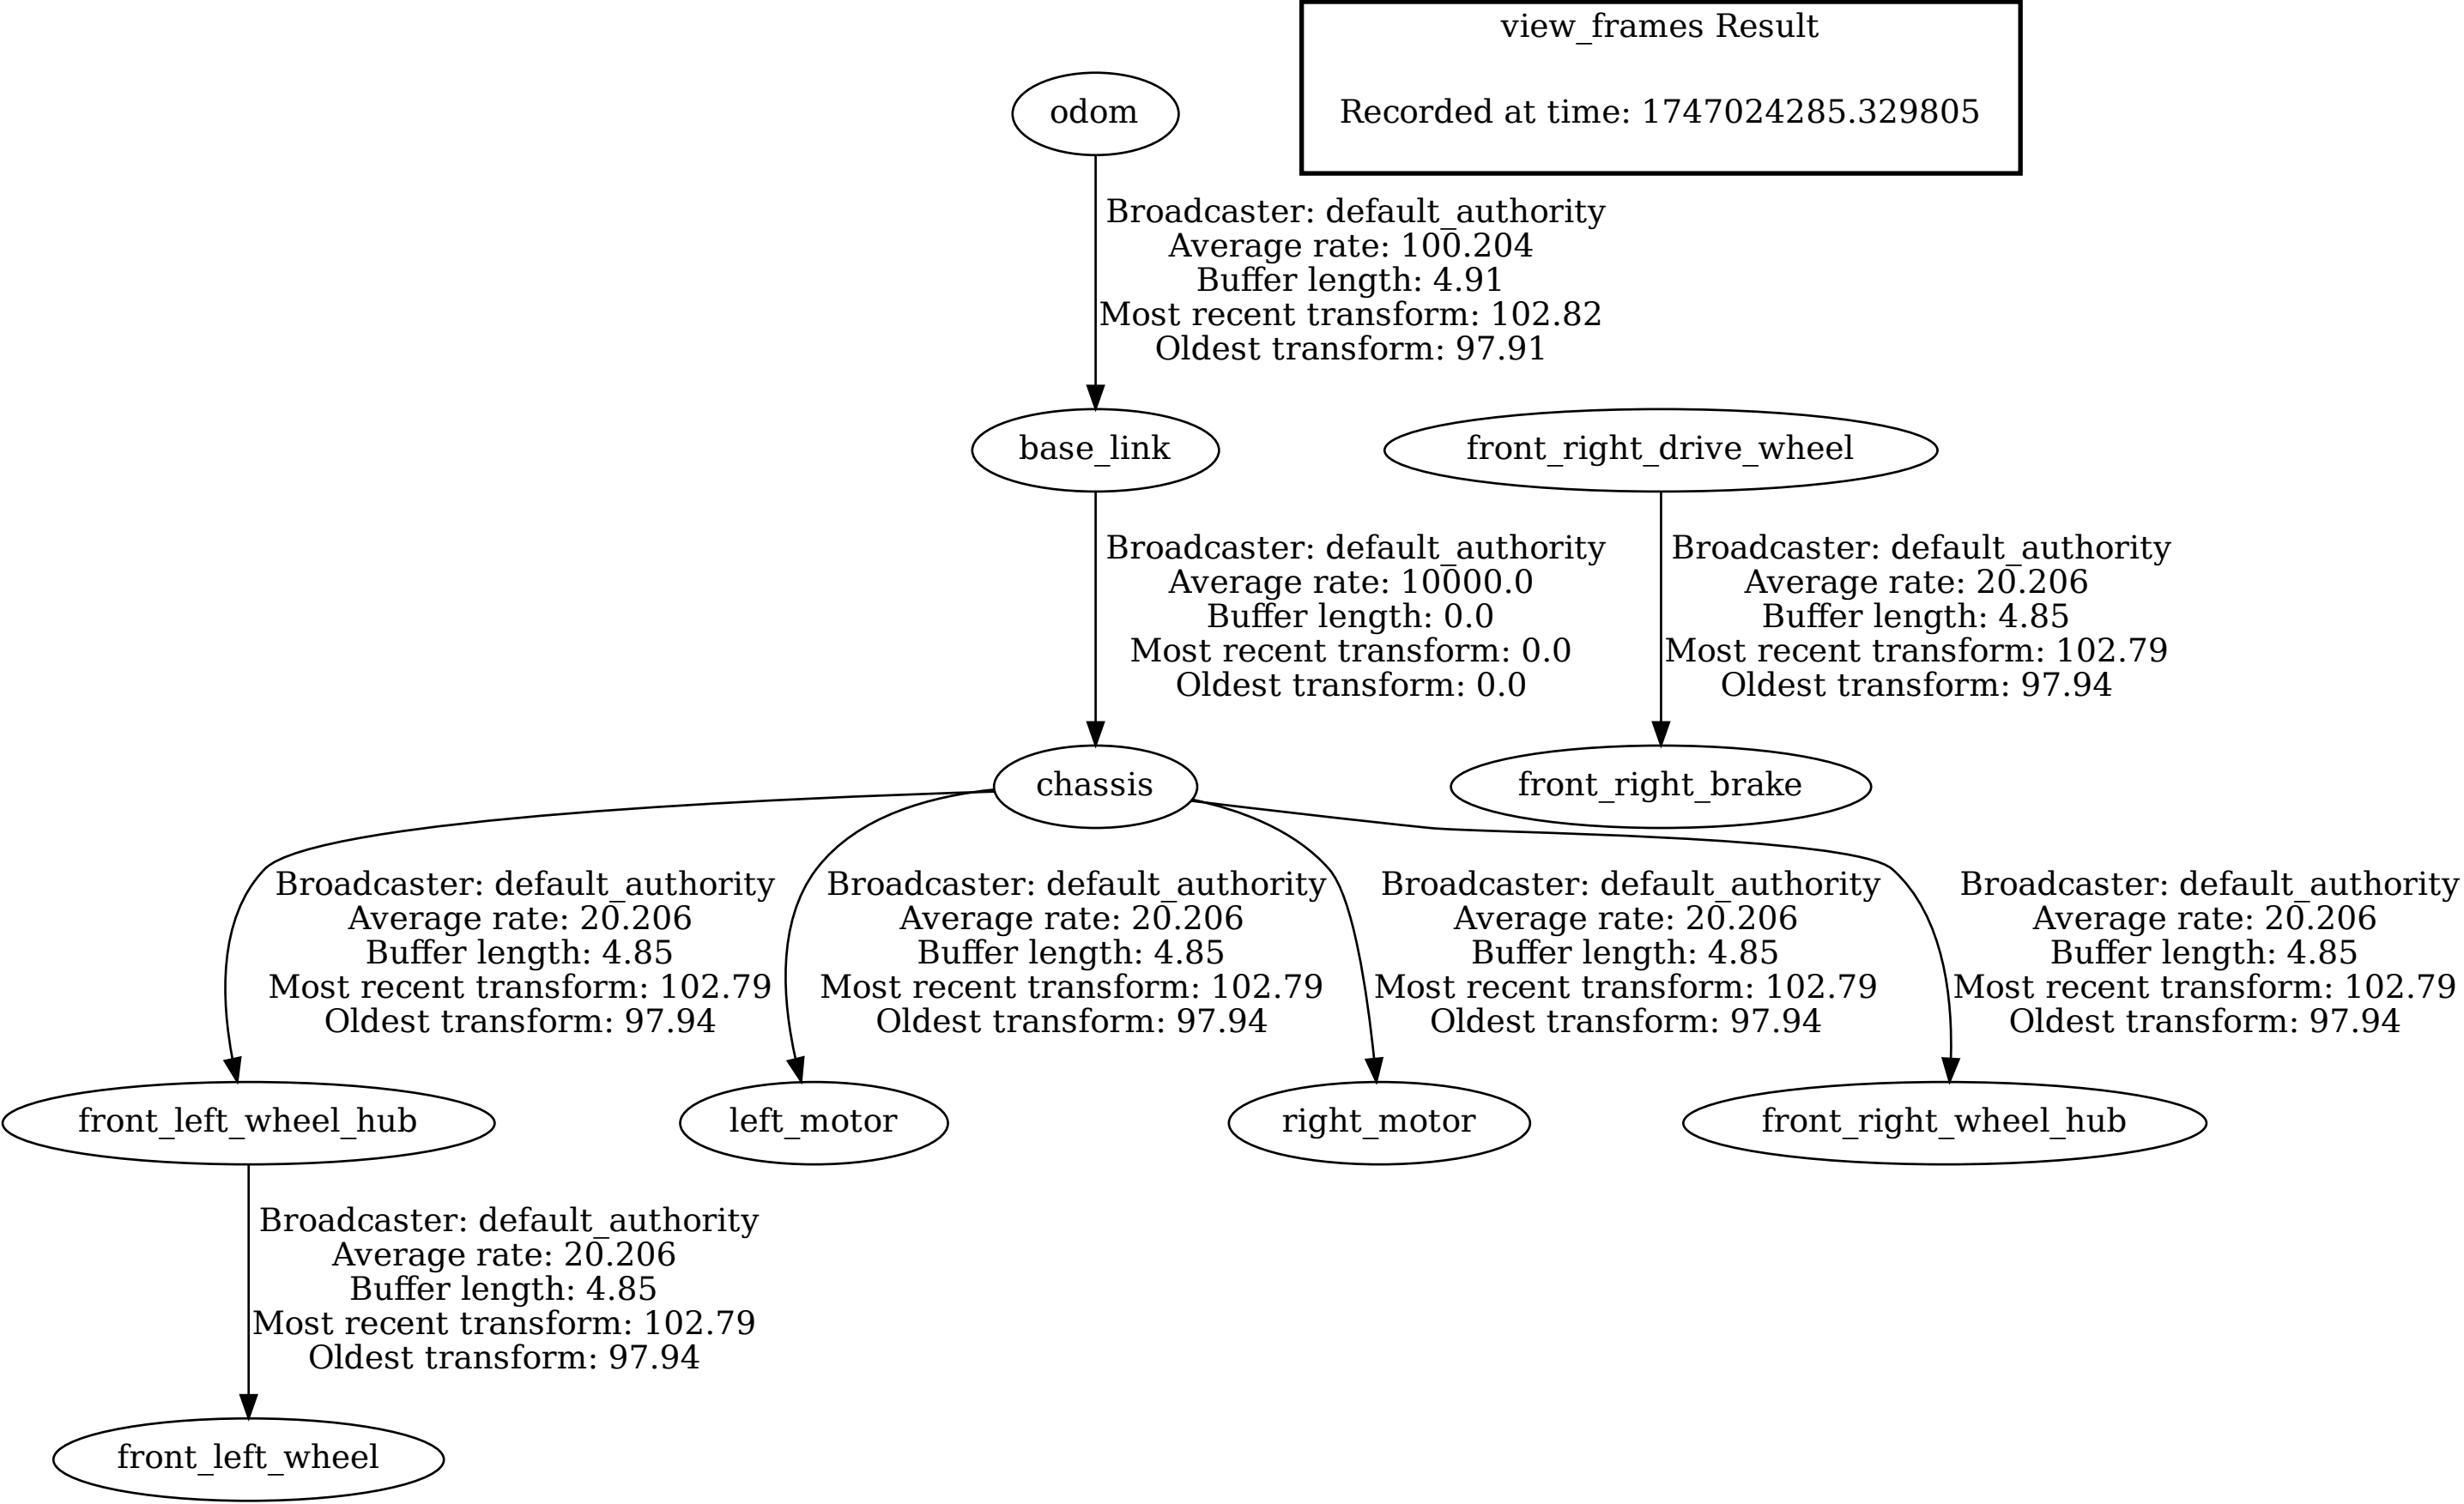 view_frames Result
Recorded at time: 1747024285.329805
odom
Broadcaster: default_authority
Average rate: 100.204
Buffer length: 4.91
Most recent transform: 102.82
Oldest transform: 97.91
base_link
front_right_drive_wheel
Broadcaster: default_authority
Average rate: 10000.0
Buffer length: 0.0
Most recent transform: 0.0
Oldest transform: 0.0
Broadcaster: default_authority
Average rate: 20.206
Buffer length: 4.85
Most recent transform: 102.79
Oldest transform: 97.94
chassis
front_right_brake
Broadcaster: default_authority
Average rate: 20.206
Buffer length: 4.85
Most recent transform: 102.79
Oldest transform: 97.94
Broadcaster: default_authority
Average rate: 20.206
Buffer length: 4.85
Most recent transform: 102.79
Oldest transform: 97.94
Broadcaster: default_authority
Average rate: 20.206
Buffer length: 4.85
Most recent transform: 102.79
Oldest transform: 97.94
Broadcaster: default_authority
Average rate: 20.206
Buffer length: 4.85
Most recent transform: 102.79
Oldest transform: 97.94
front_left_wheel_hub
left_motor
right_motor
front_right_wheel_hub
Broadcaster: default_authority
Average rate: 20.206
Buffer length: 4.85
Most recent transform: 102.79
Oldest transform: 97.94
front_left_wheel